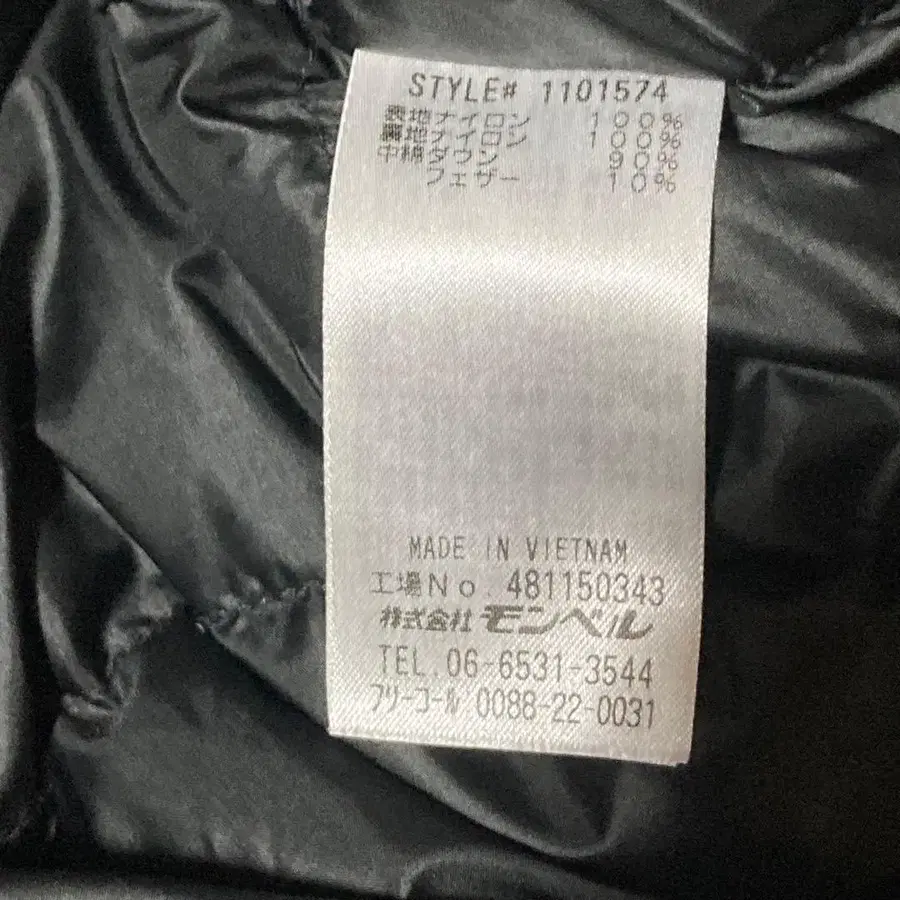 STYLE# 1101574
表地ナイロン 100%
裏地ナイロン 100%
中綿ダウン 90%
フェザー 10%
MADE IN VIETNAM
工場No. 481150343
株式会社モンベル
TEL.06-6531-3544
フリーコール.0088-22-0031